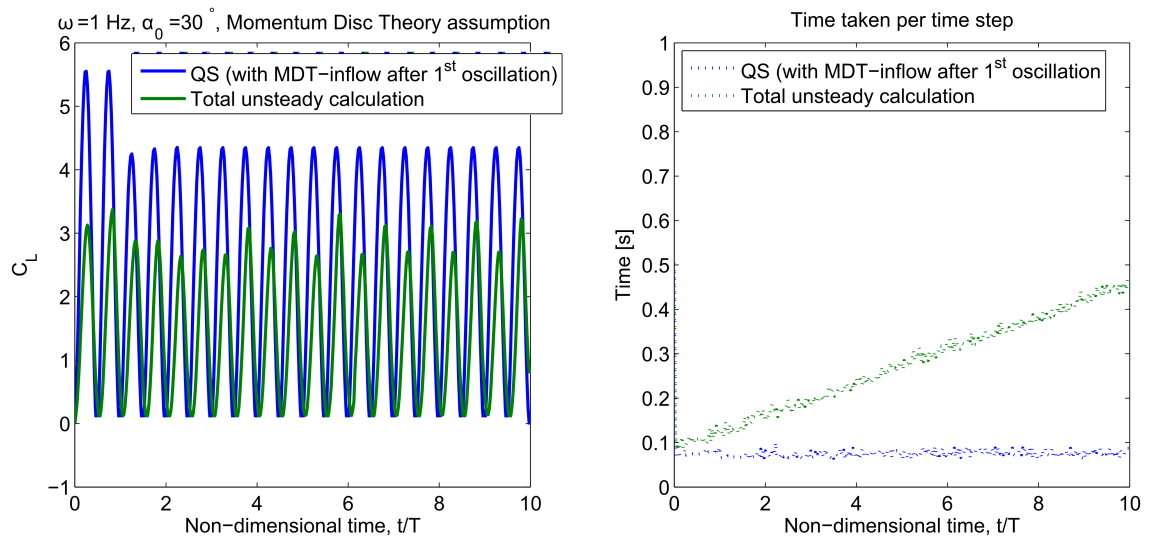 ω=1 Hz, α0 =30 °, Momentum Disc Theory assumption
6
5
4
3
2
1
0
−1
CL
QS (with MDT−inflow after 1st oscillation)
Total unsteady calculation
0 2 4 6 8 10
Non−dimensional time, t/T
Time taken per time step
1
0.9
0.8
0.7
0.6
0.5
0.4
0.3
0.2
0.1
0
Time [s]
QS (with MDT−inflow after 1st oscillation
Total unsteady calculation
0 2 4 6 8 10
Non−dimensional time, t/T